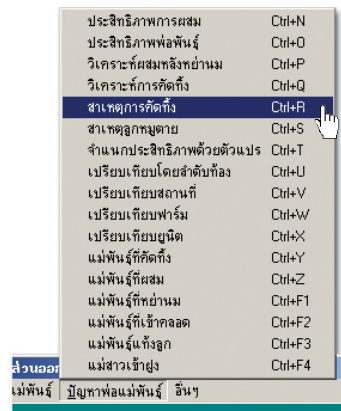 ประสิทธิภาพการผสม Ctrl+N
ประสิทธิภาพพ่อพันธุ์ Ctrl+O
วิเคราะห์ผสมหลังหย่านม Ctrl+P
วิเคราะห์การคัดทิ้ง Ctrl+Q
สาเหตุการคัดทิ้ง Ctrl+R
สาเหตุลูกหมูตาย Ctrl+S
จำแนกประสิทธิภาพด้วยตัวแปร Ctrl+T
เปรียบเทียบโดยลำดับท้อง Ctrl+U
เปรียบเทียบสถานที่ Ctrl+V
เปรียบเทียบฟาร์ม Ctrl+W
เปรียบเทียบยูนิต Ctrl+X
แม่พันธุ์ที่คัดทิ้ง Ctrl+Y
แม่พันธุ์ที่ผสม Ctrl+Z
แม่พันธุ์ที่หย่านม Ctrl+F1
แม่พันธุ์ที่เข้าคลอด Ctrl+F2
แม่พันธุ์แท้งลูก Ctrl+F3
แม่สาวเข้าฝูง Ctrl+F4
ส่วนออก
แม่พันธุ์ ปัญหาพ่อแม่พันธุ์ อื่นๆ